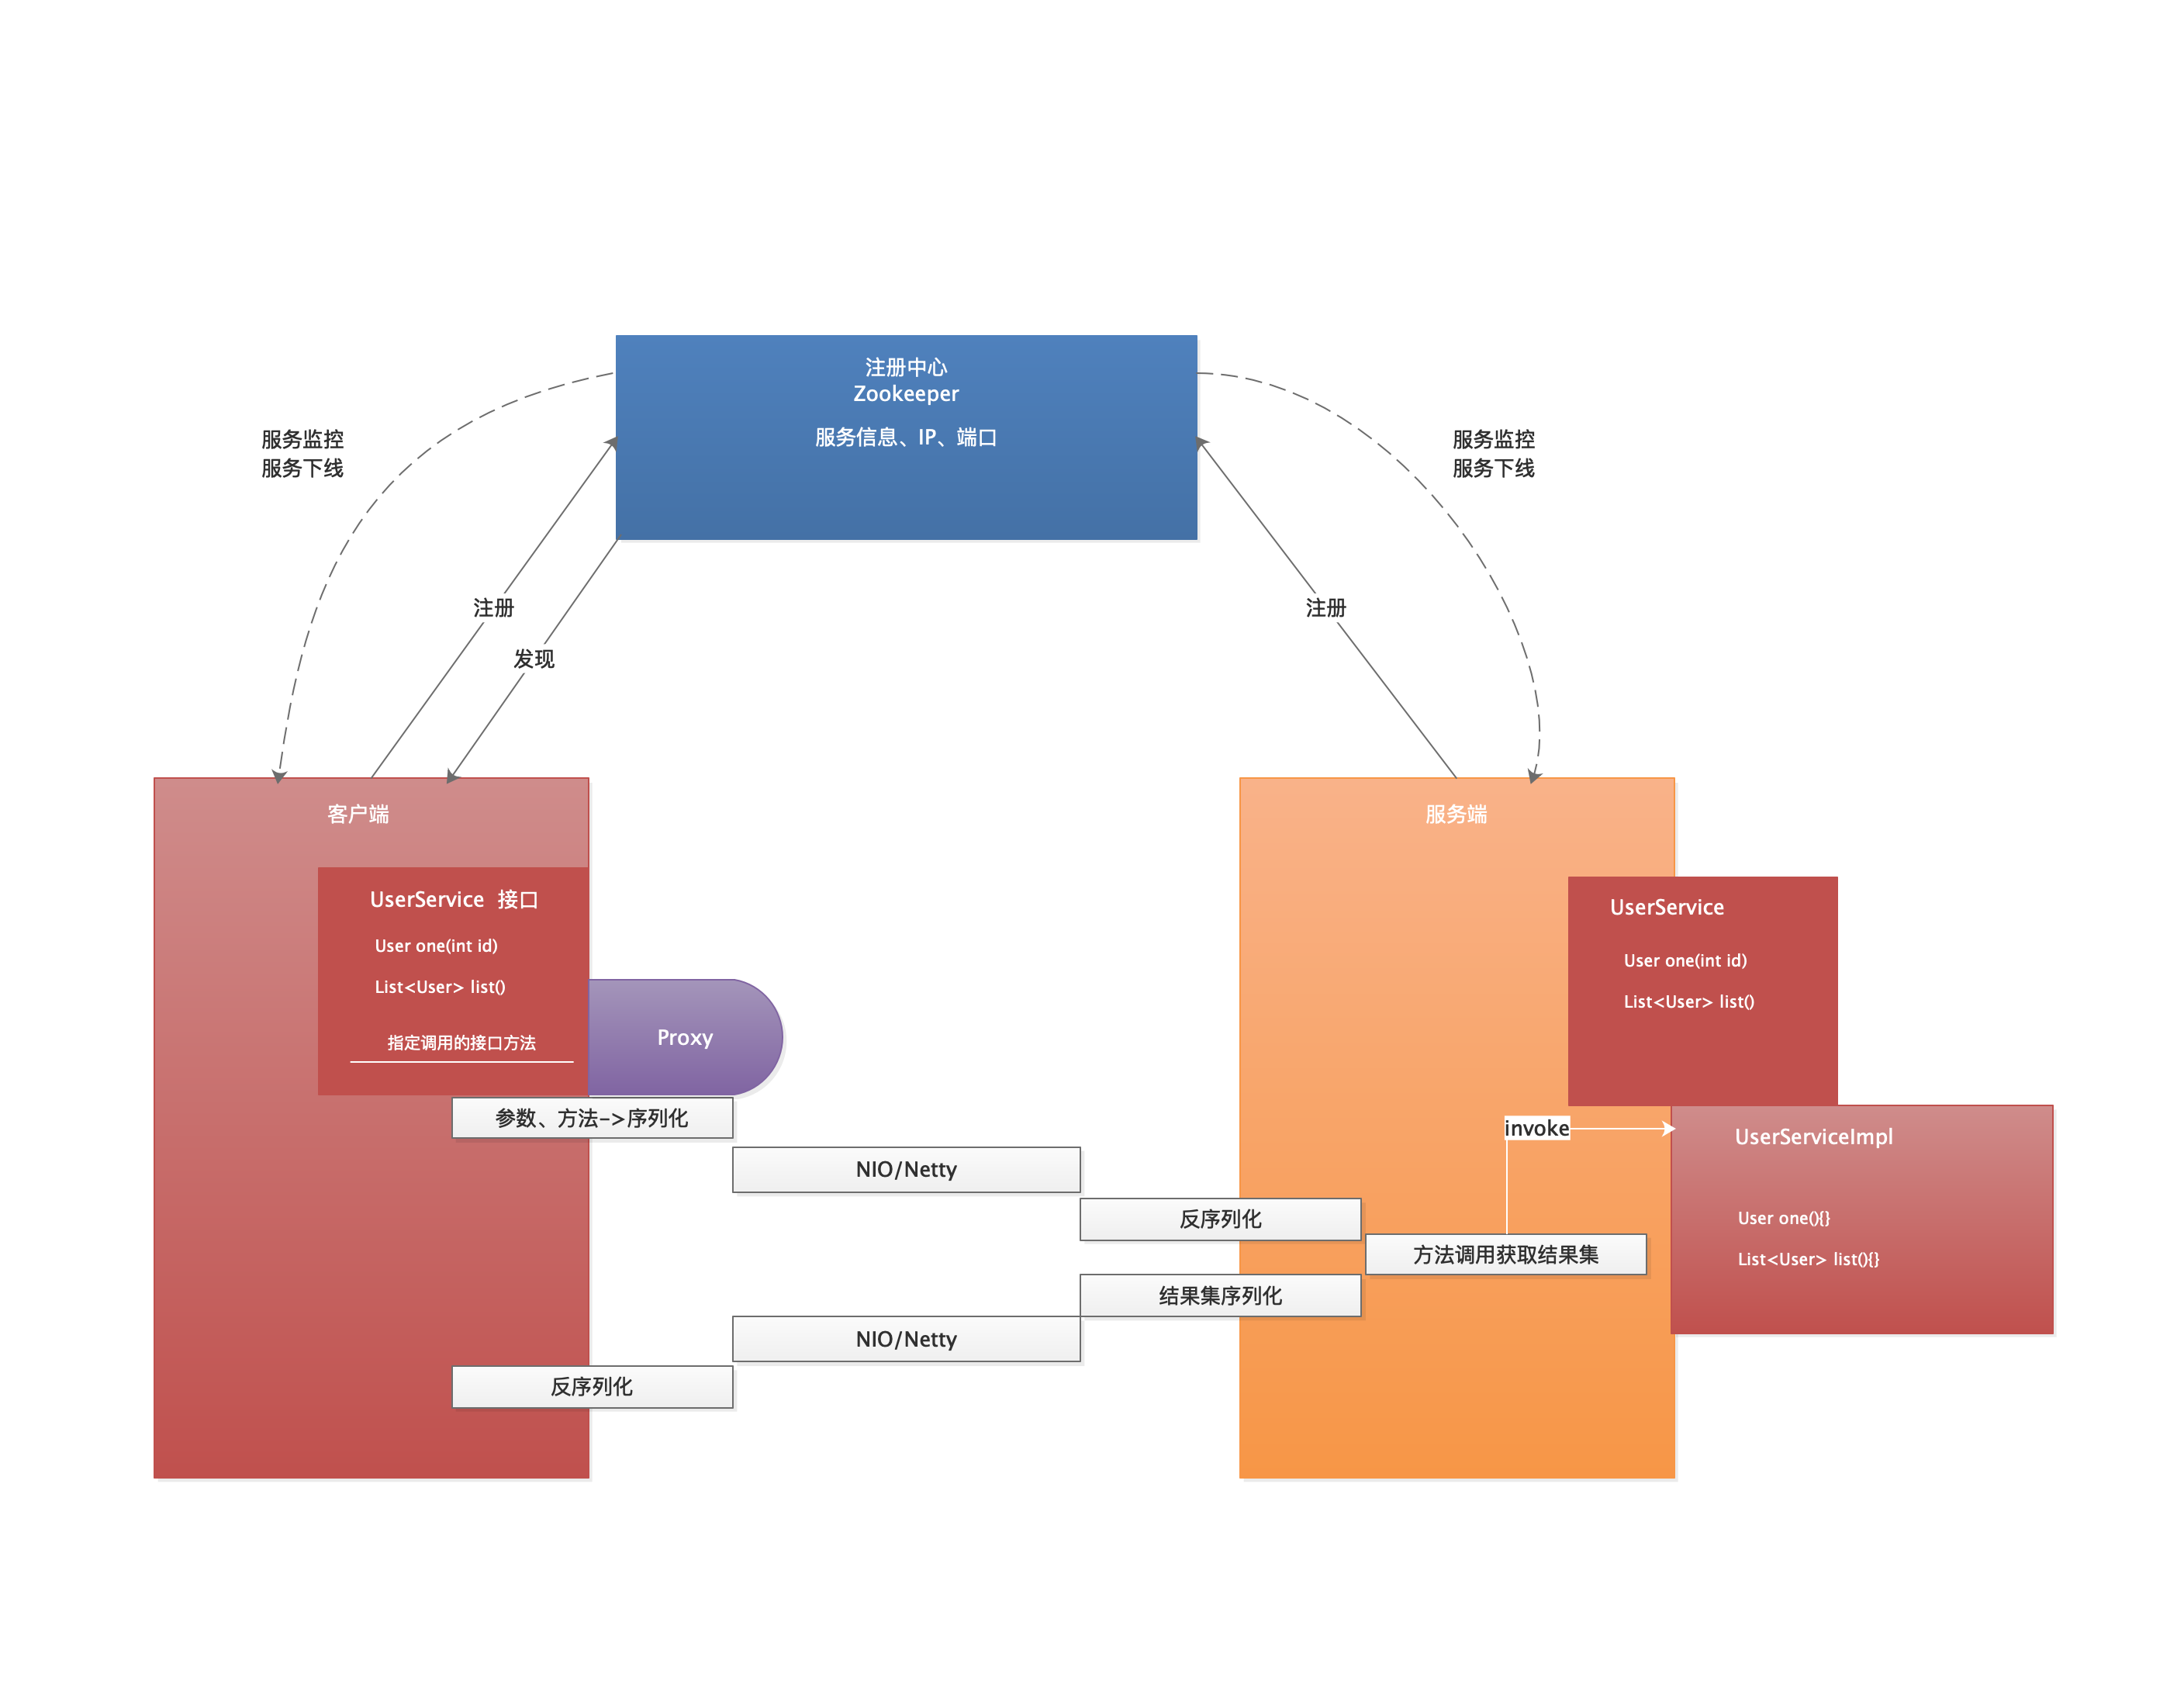 注册中心
Zookeeper
服务信息、IP、端口
服务监控
服务下线
服务监控
服务下线
注册
发现
注册
客户端
UserService 接口
User one(int id)
List<User> list()
指定调用的接口方法
Proxy
参数、方法->序列化
NIO/Netty
反序列化
服务端
UserService
User one(int id)
List<User> list()
invoke
UserServiceImpl
User one(){}
List<User> list(){}
方法调用获取结果集
结果集序列化
NIO/Netty
反序列化